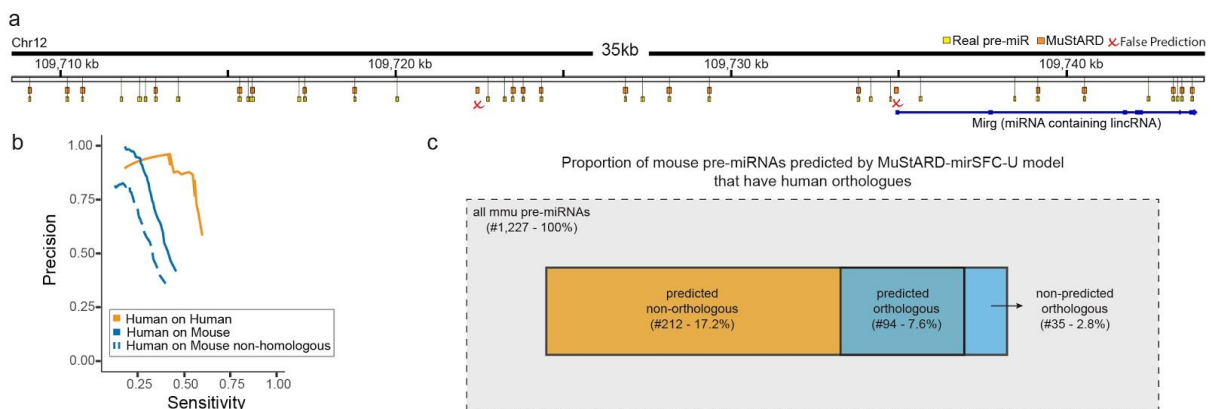 a
Chr12
35kb
Real pre-miR MuStARD False Prediction
109,710 kb 109,720 kb 109,730 kb 109,740 kb
Mirg (miRNA containing lincRNA)
b
1.00
0.75
0.50
0.25
0.00
Precision
Human on Human
Human on Mouse
Human on Mouse non-homologous
0.25 0.50 0.75 1.00
Sensitivity
c
Proportion of mouse pre-miRNAs predicted by MuStARD-mirSFC-U model
that have human orthologues
all mmu pre-miRNAs
(#1,227 - 100%)
predicted
non-orthologous
(#212 - 17.2%)
predicted
orthologous
(#94 - 7.6%)
non-predicted
orthologous
(#35 - 2.8%)